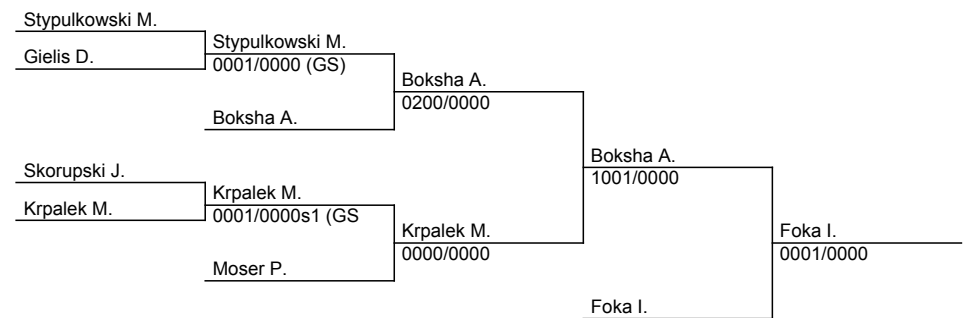 Stypulkowski M.
Gielis D.
Stypulkowski M.
0001/0000 (GS)
Boksha A.
Boksha A.
0200/0000
Skorupski J.
Krpalek M.
Krpalek M.
0001/0000s1 (GS
Moser P.
Krpalek M.
0000/0000
Boksha A.
1001/0000
Foka I.
Foka I.
0001/0000